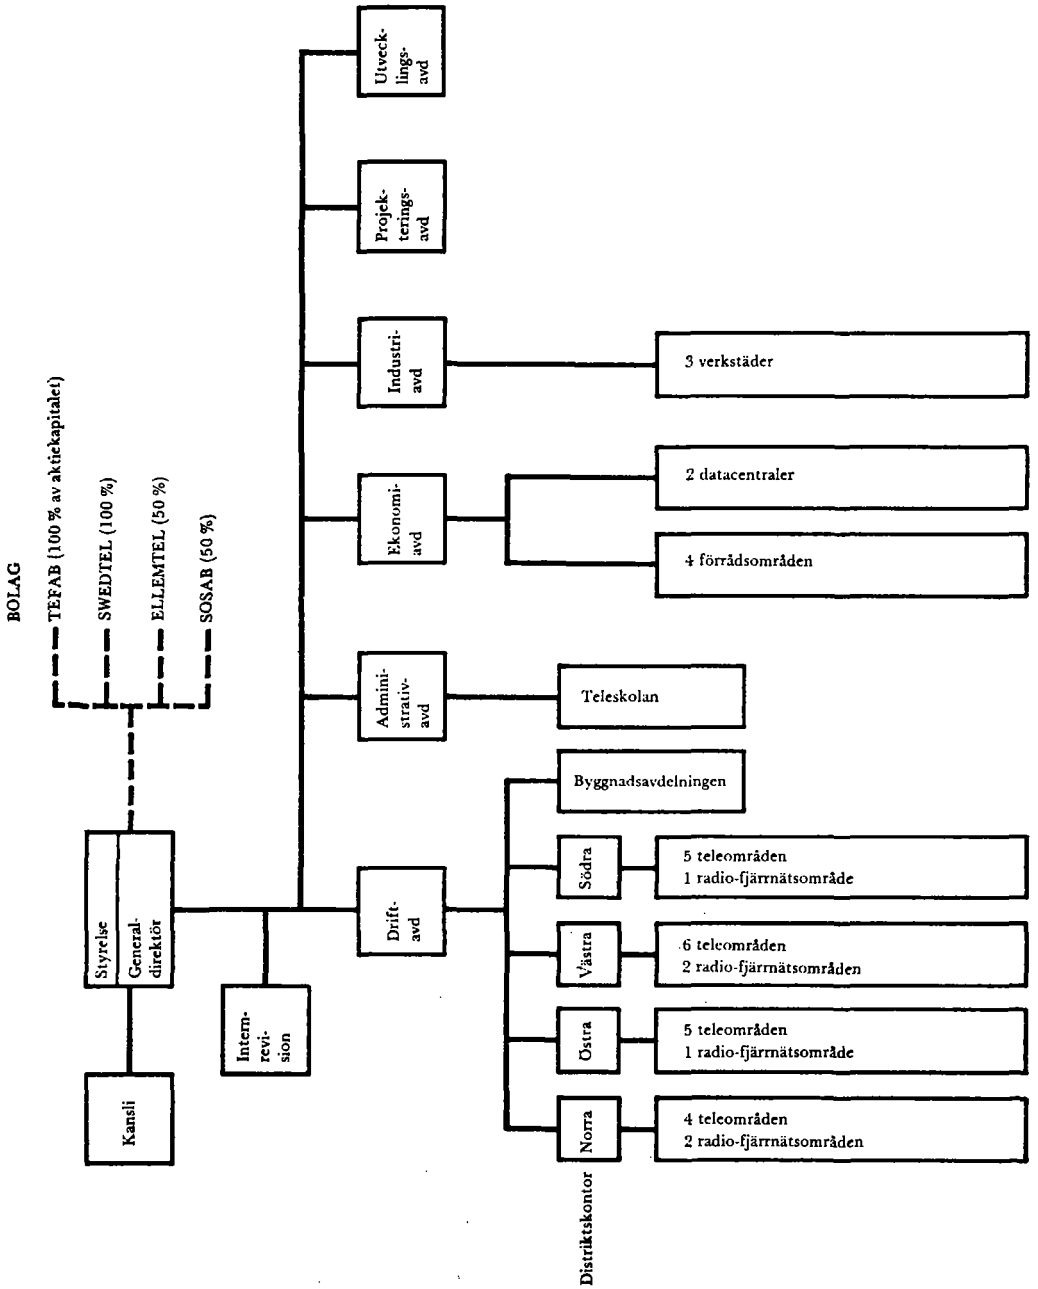 BOLAG
TEFAB (100 % av aktiekapitalet)
SWEDTEL (100 %)
ELLEMTEL (50 %)
SOSAB (50 %)
Styrelse
General-
direktör
Kansli
Intern-
revi-
sion
Drift-
avd
Admini-
strativ-
avd
Ekonomi-
avd
Industri-
avd
Projek-
terings-
avd
Utveck-
lings-
avd
Distriktskontor
Norra
Östra
Västra
Södra
Byggnadsavdelningen
Teleskolan
4 teleområden
2 radio-fjärrnätsområden
5 teleområden
1 radio-fjärrnätsområde
6 teleområden
2 radio-fjärrnätsområden
5 teleområden
1 radio-fjärrnätsområde
4 förrådsområden
2 datacentraler
3 verkstäder